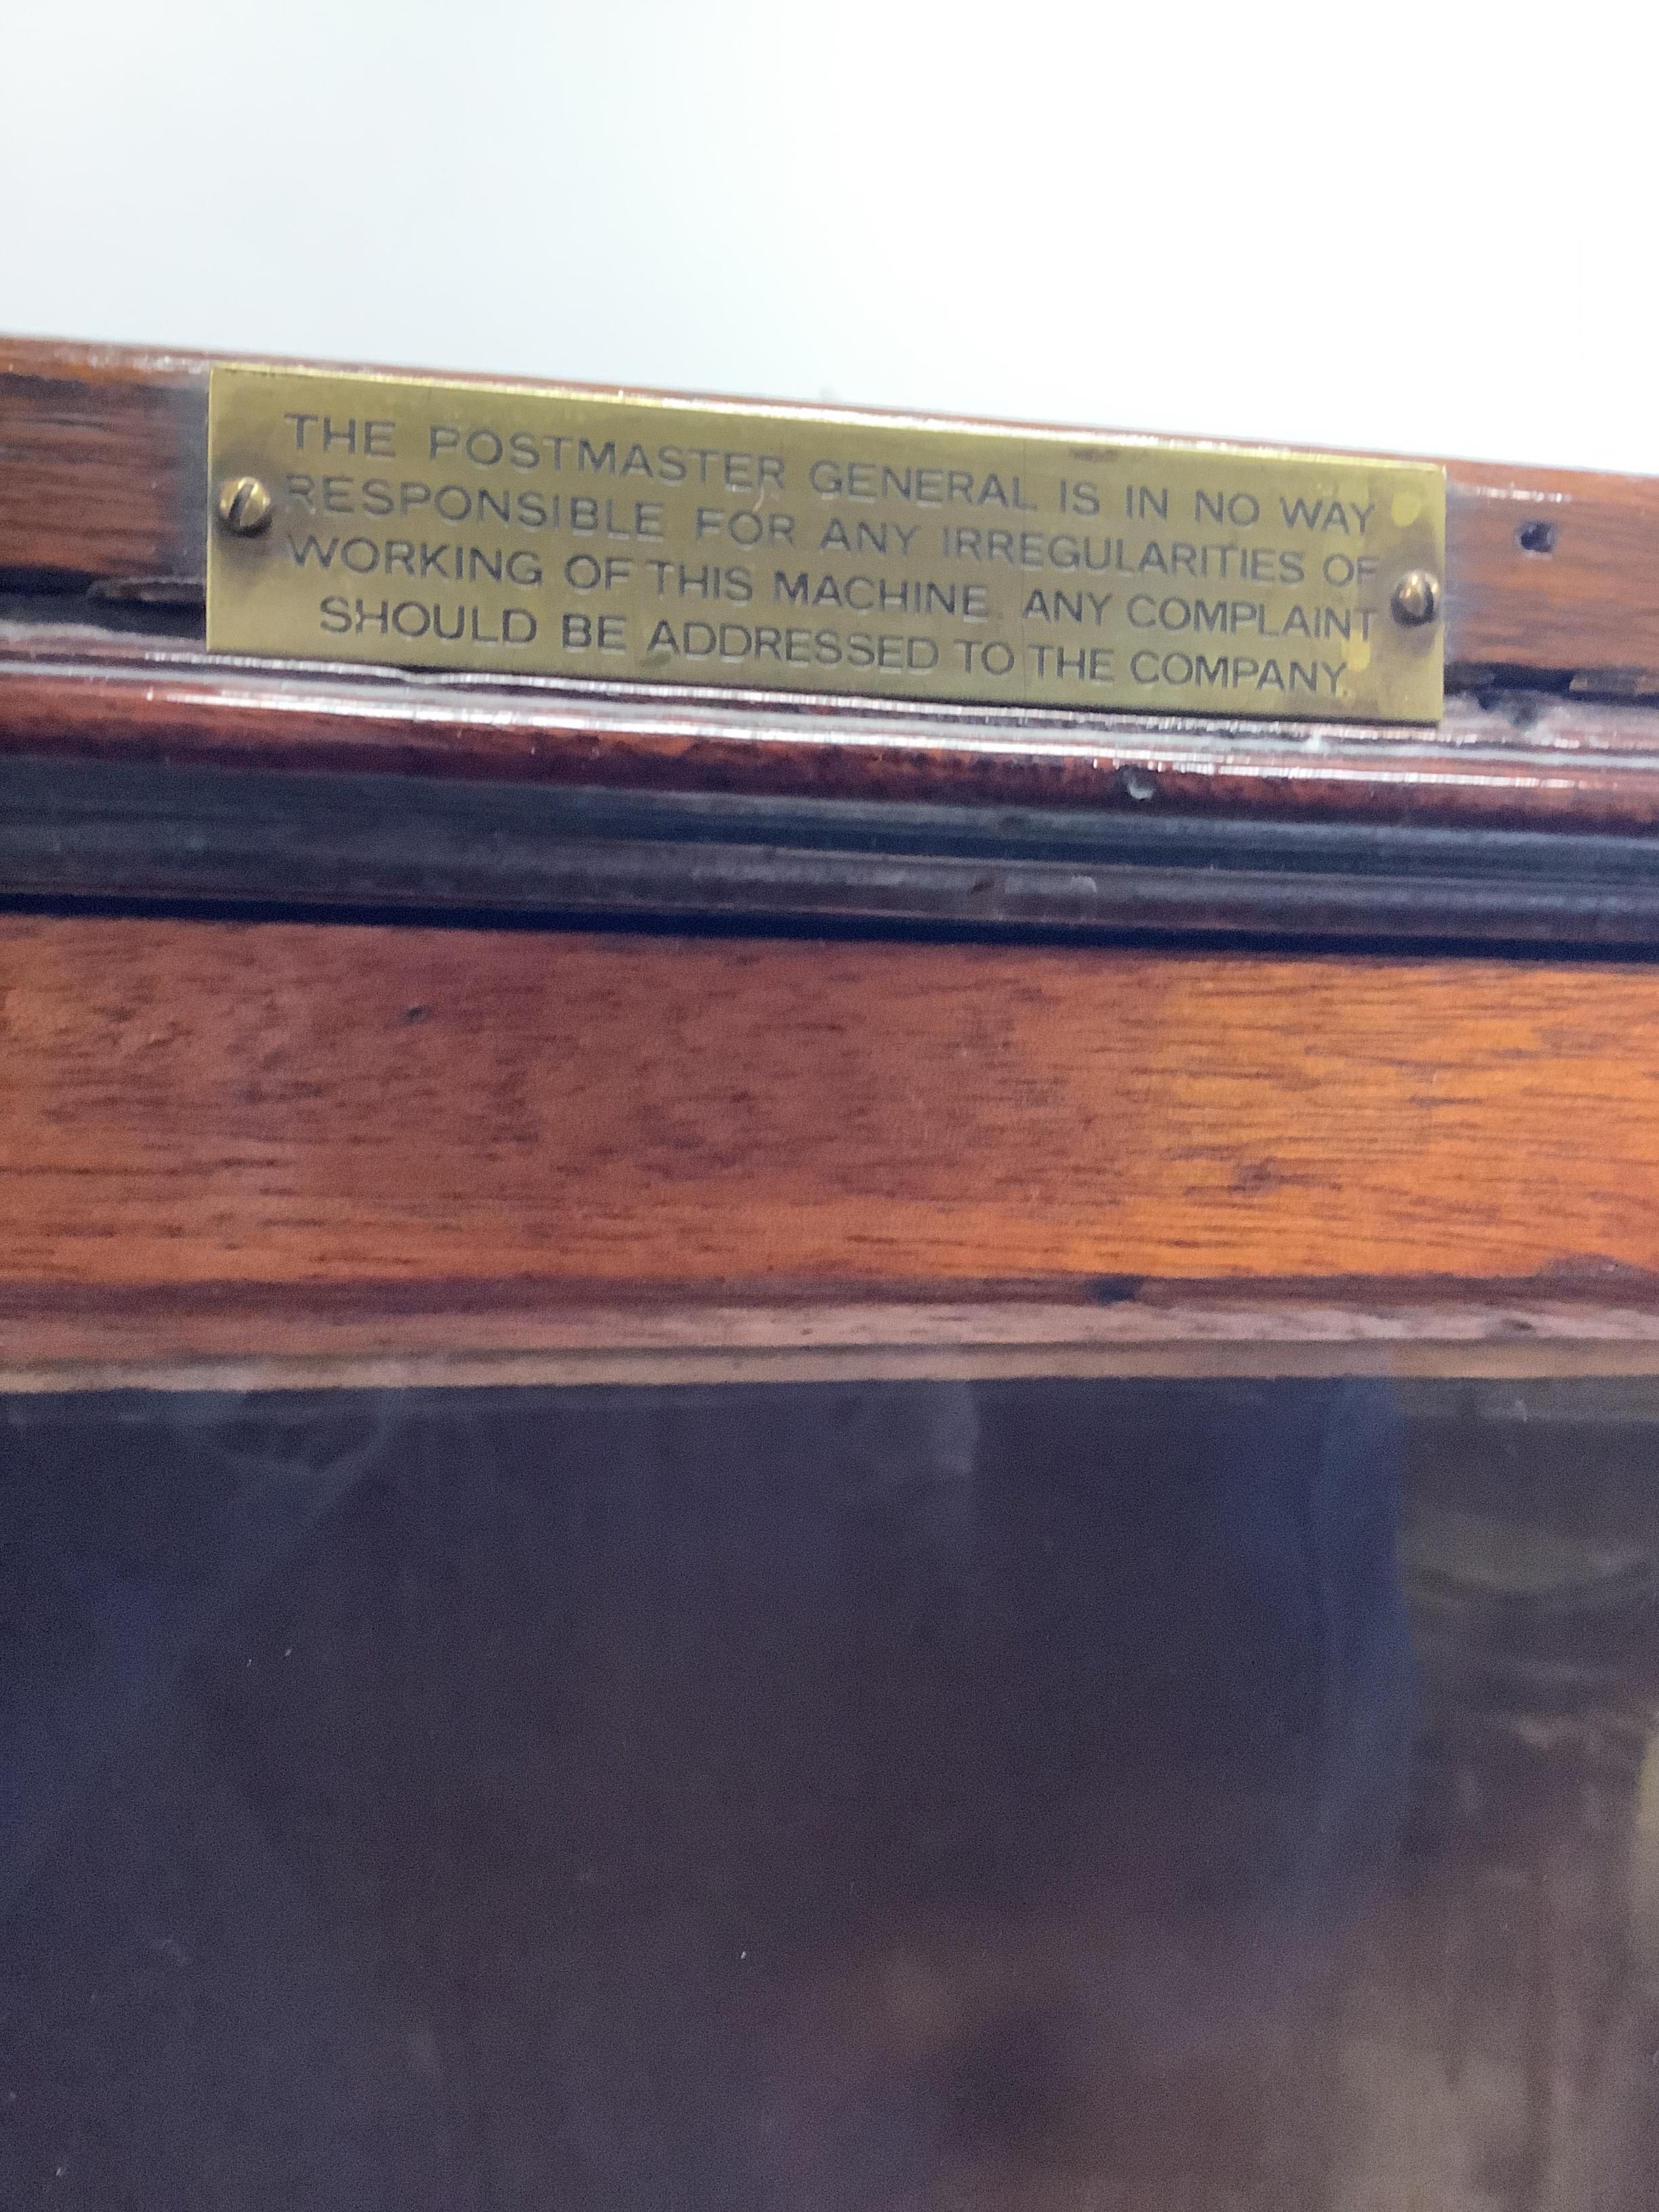 THE POSTMASTER GENERAL IS IN NO WAY
RESPONSIBLE FOR ANY IRREGULARITIES OF
WORKING OF THIS MACHINE. ANY COMPLAINT
SHOULD BE ADDRESSED TO THE COMPANY.